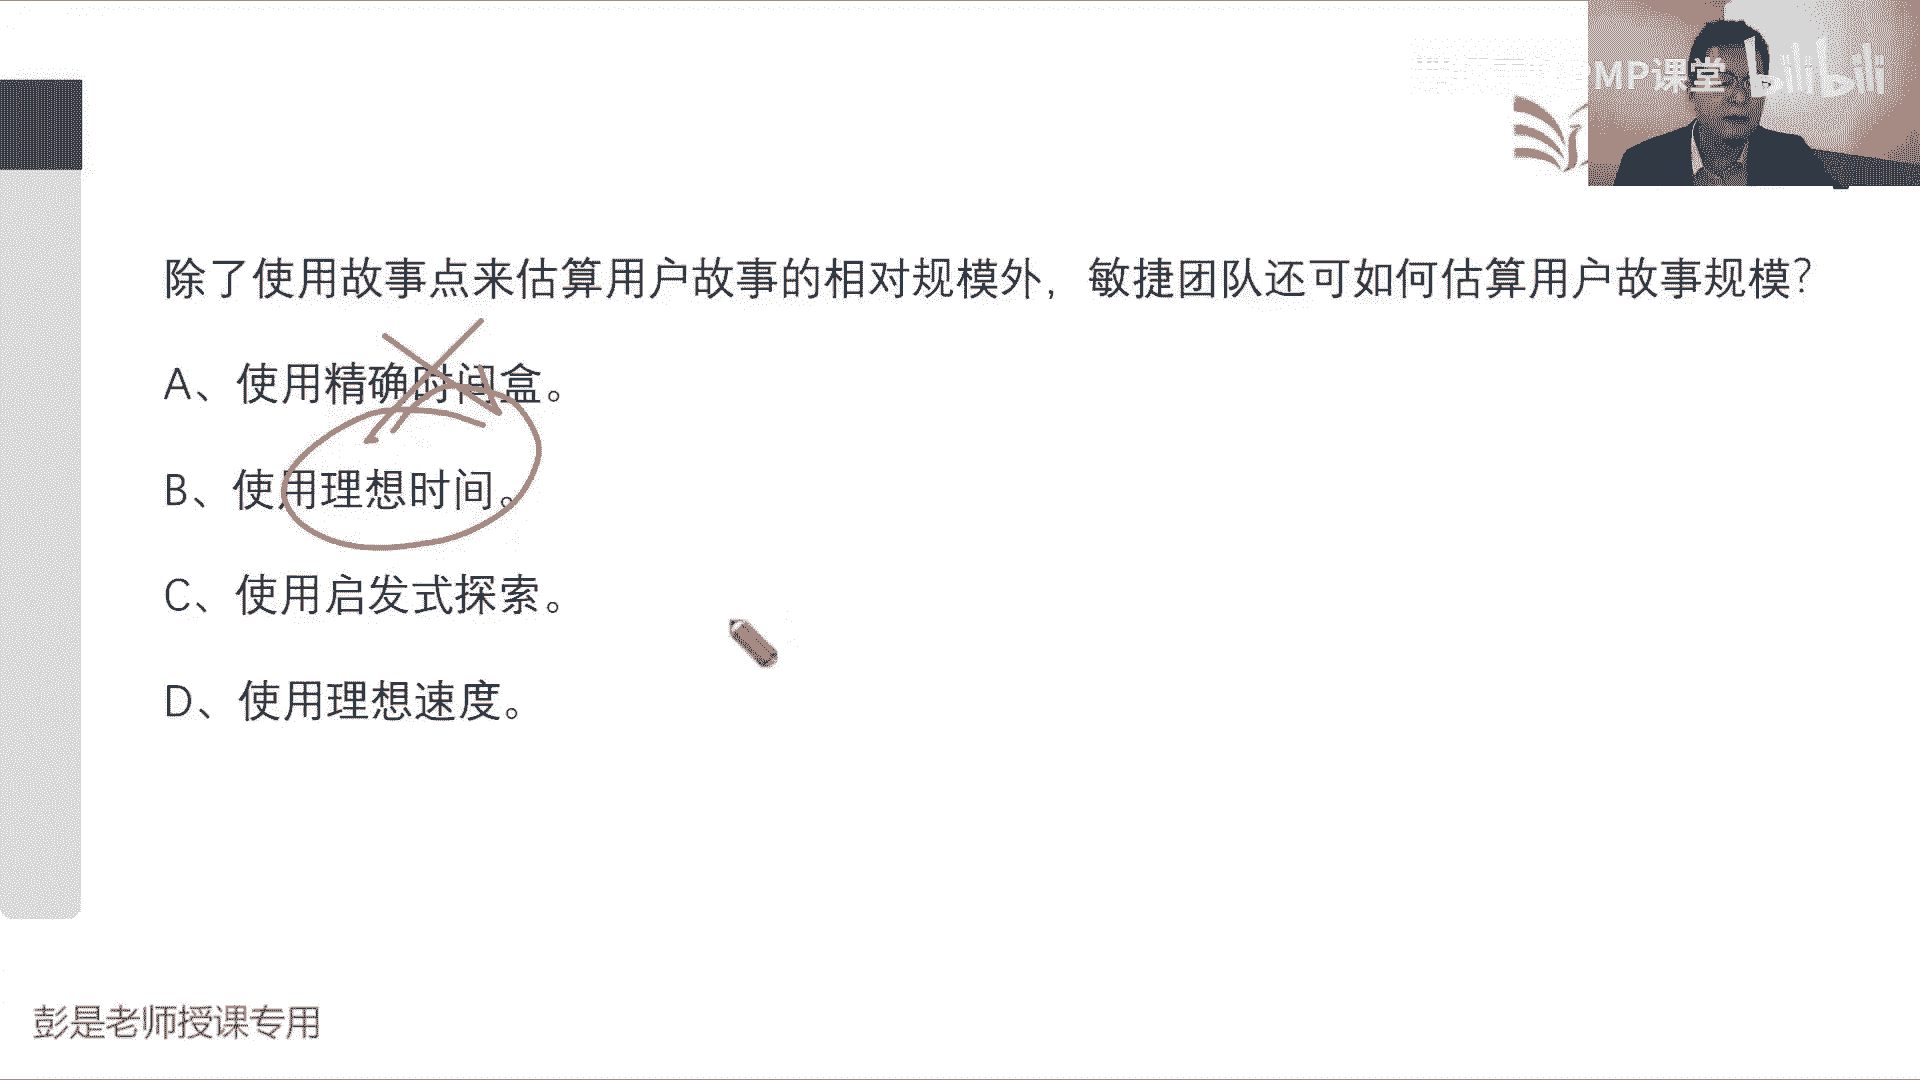 MP课堂 bilibili
除了使用故事点来估算用户故事的相对规模外，敏捷团队还可如何估算用户故事规模？
A、使用精确时间盒。
B、使用理想时间。
C、使用启发式探索。
D、使用理想速度。
彭是老师授课专用